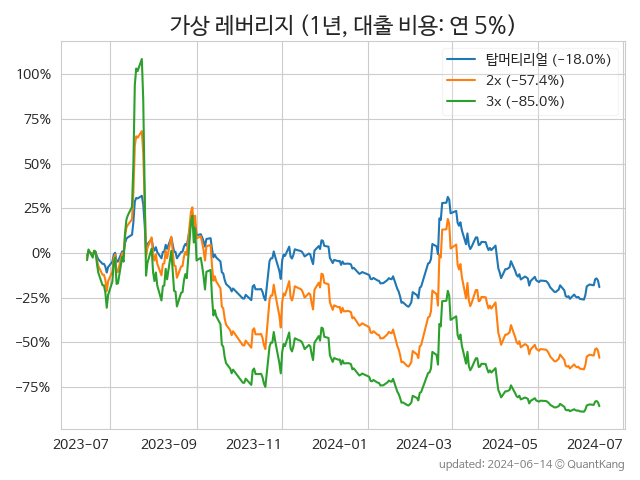 가상 레버리지 (1년, 대출 비용: 연 5%)
탑머티리얼 (−18.0%)
2x (−57.4%)
3x (−85.0%)
100%
75%
50%
25%
0%
−25%
−50%
−75%
2023-07 2023-09 2023-11 2024-01 2024-03 2024-05 2024-07
updated: 2024-06-14 © QuantKang